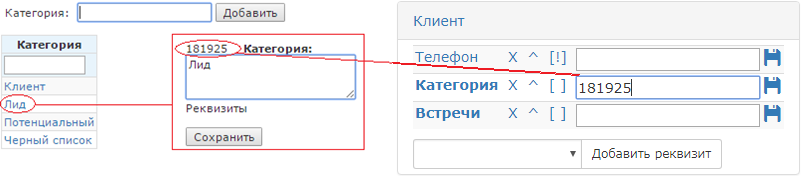 Категория: Добавить
Категория
Клиент
Лид
Потенциальный
Черный список
181925 Категория:
Лид
Реквизиты
Сохранить
Клиент
Телефон X ^ [!]
Категория X ^ [ ] 181925
Встречи X ^ [ ]
Добавить реквизит